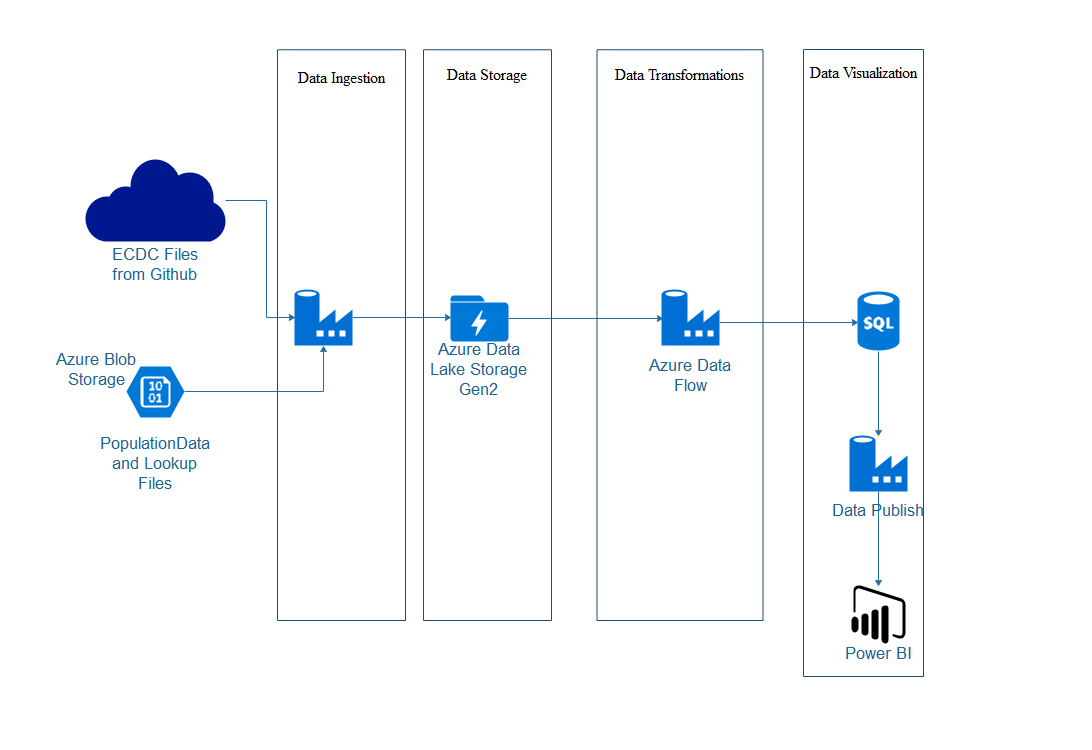 Data Ingestion
Data Storage
Data Transformations
Data Visualization
ECDC Files
from Github
Azure Blob
Storage
10
01
PopulationData
and Lookup
Files
Azure Data
Lake Storage
Gen2
Azure Data
Flow
SQL
Data Publish
Power BI